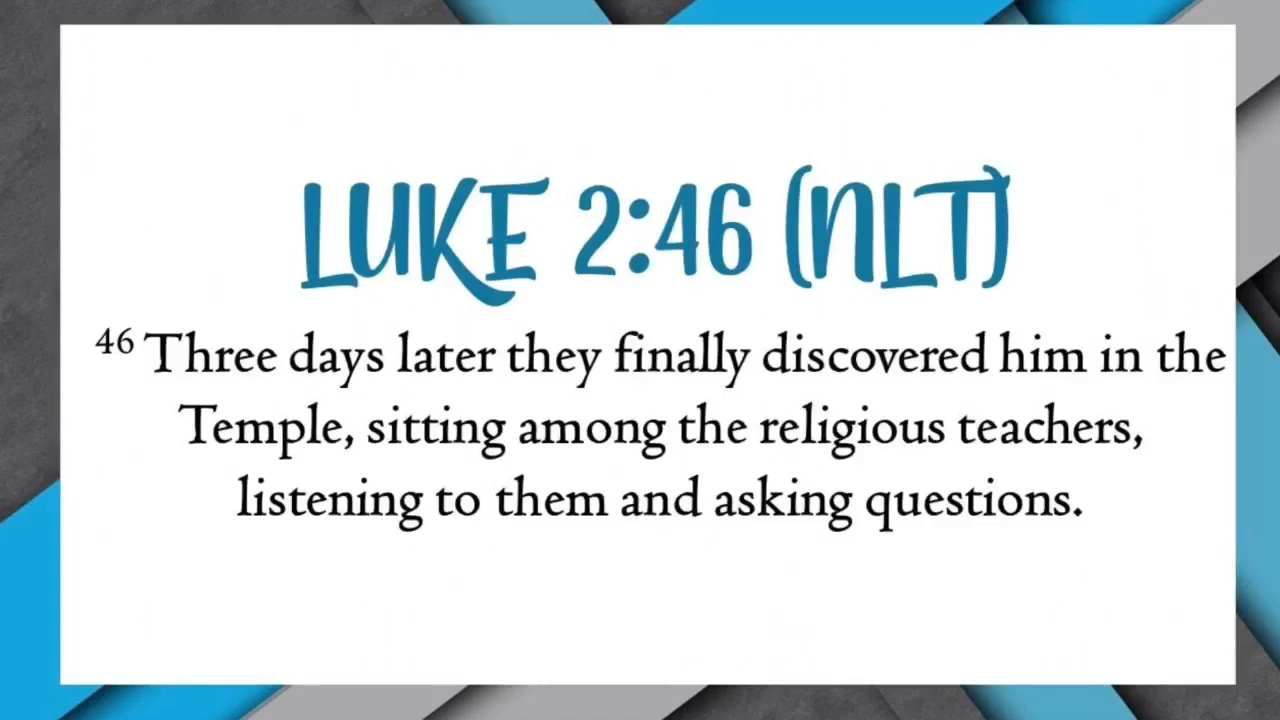 LUKE 2:46 (NLT)
46 Three days later they finally discovered him in the
Temple, sitting among the religious teachers,
listening to them and asking questions.